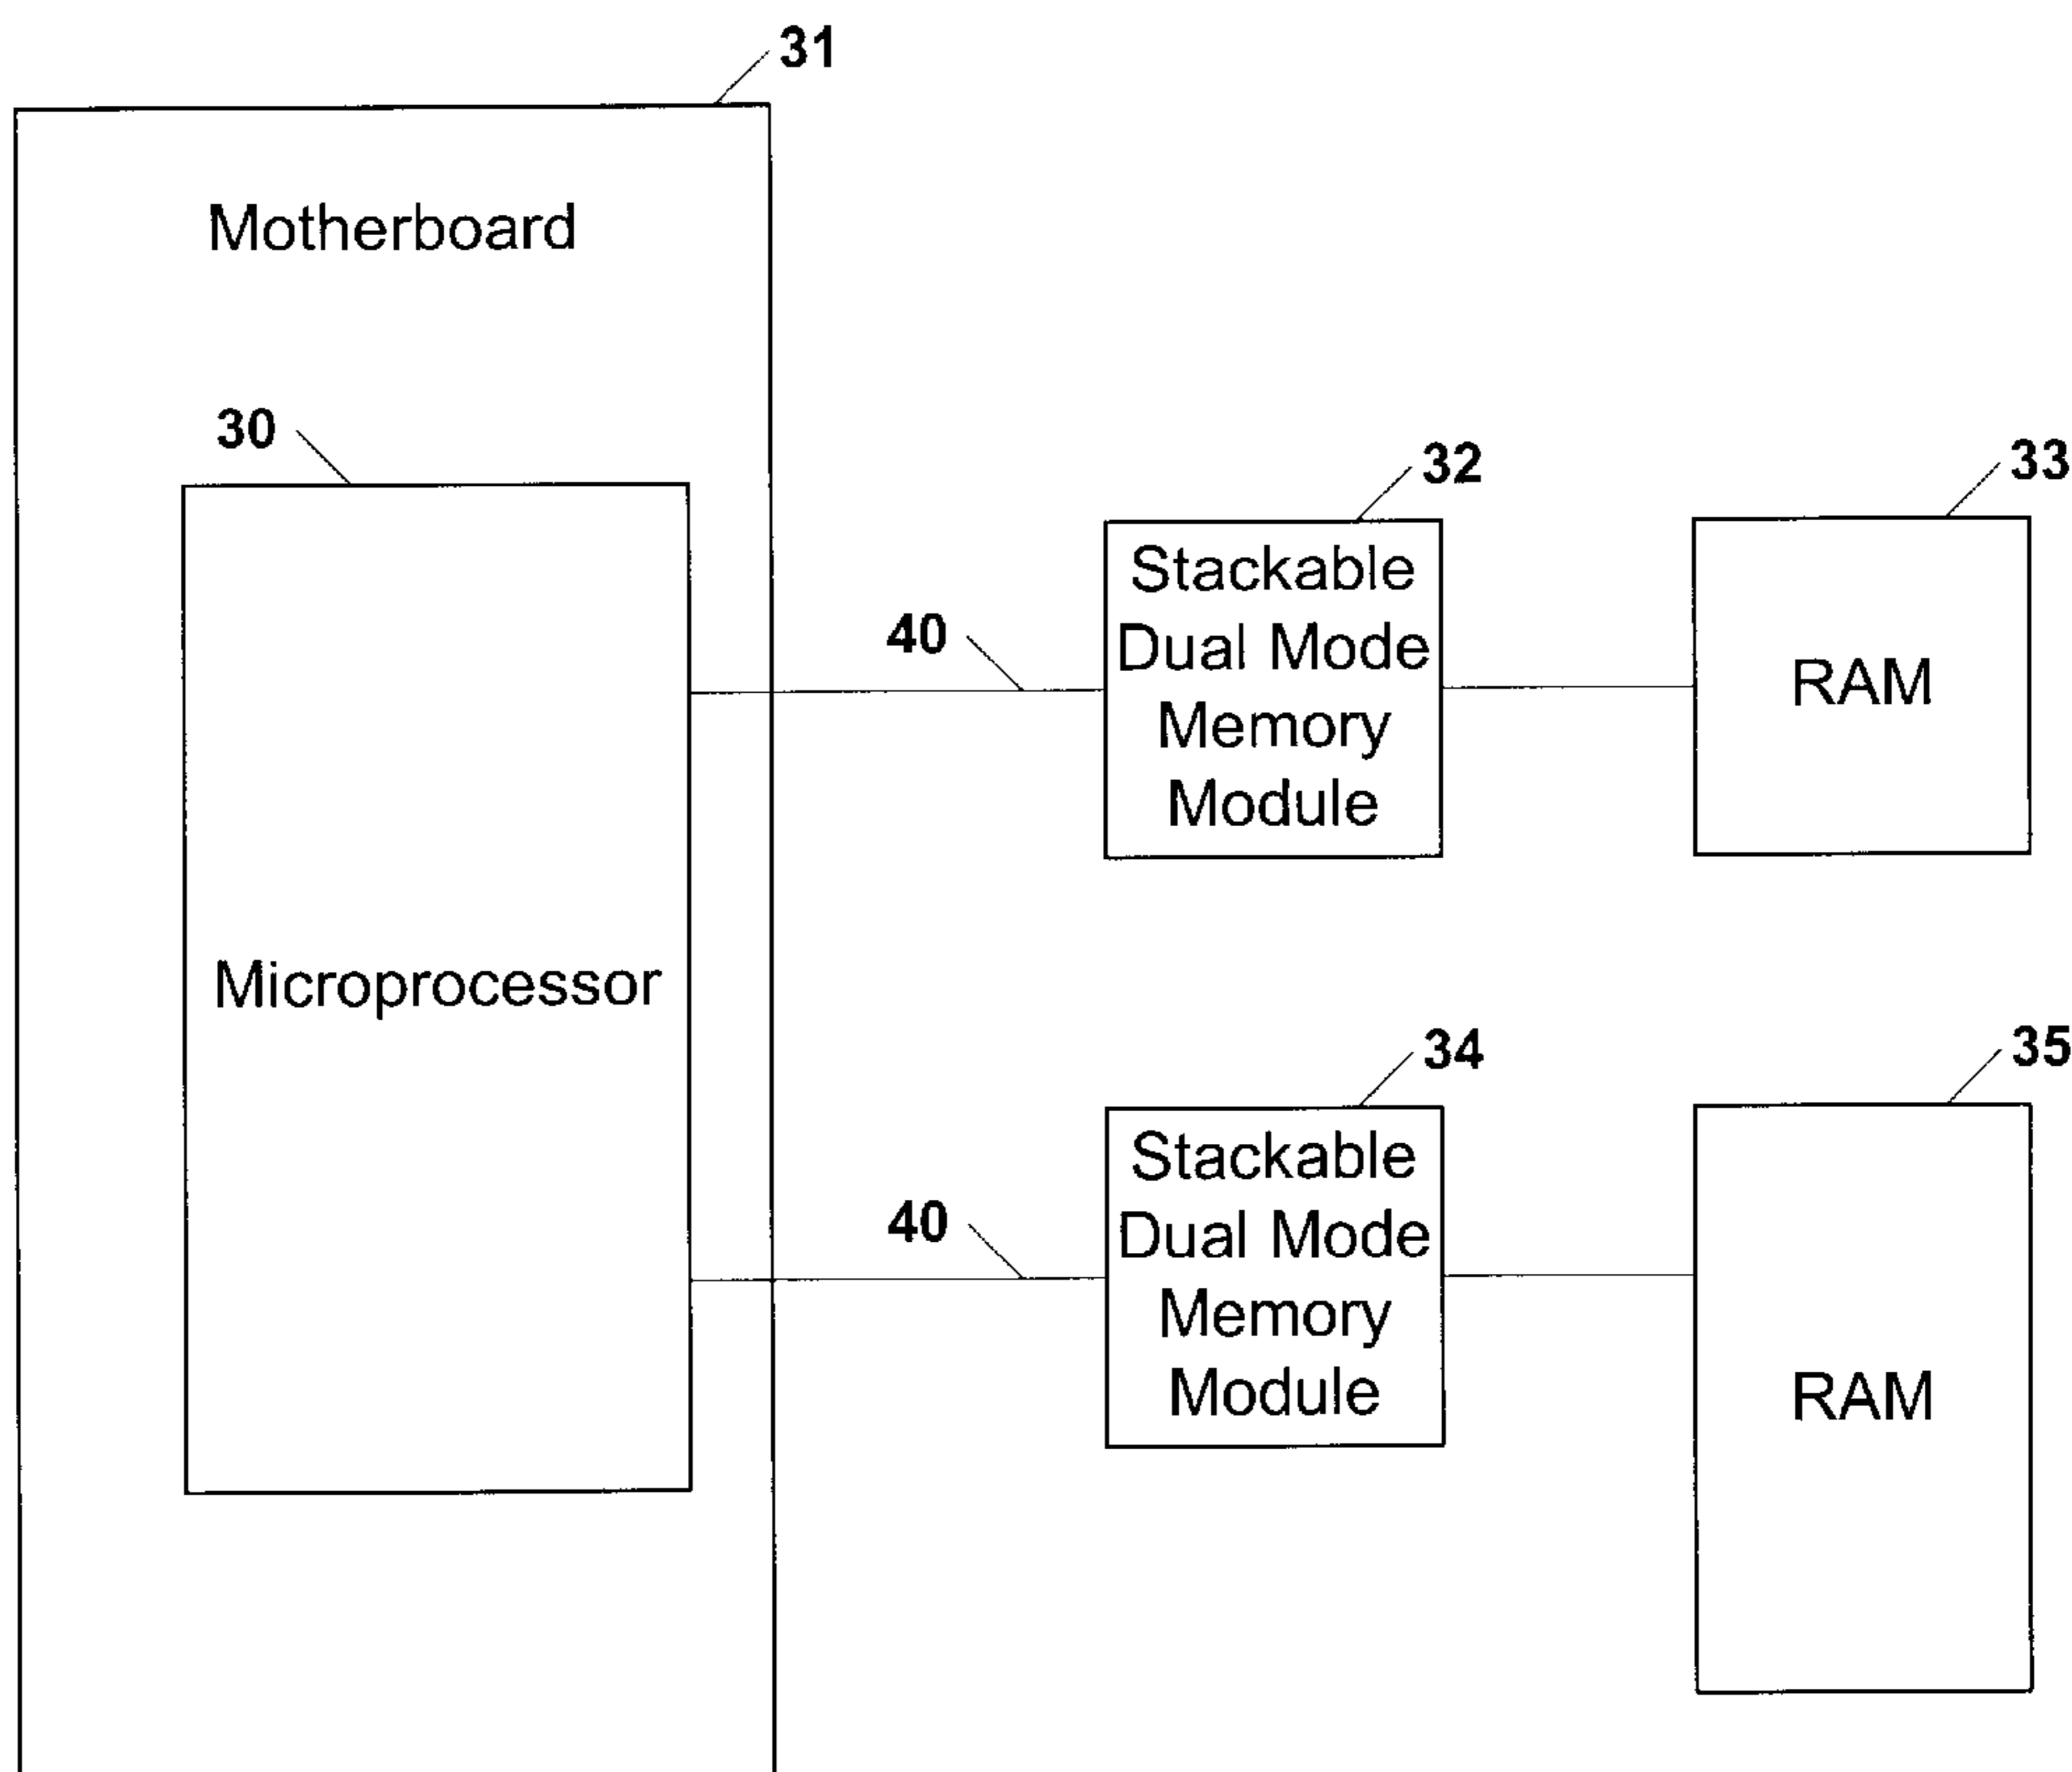 31
Motherboard
30
32
33
Stackable
Dual Mode
Memory
Module
40
RAM
Microprocessor
34
35
Stackable
Dual Mode
Memory
Module
40
RAM